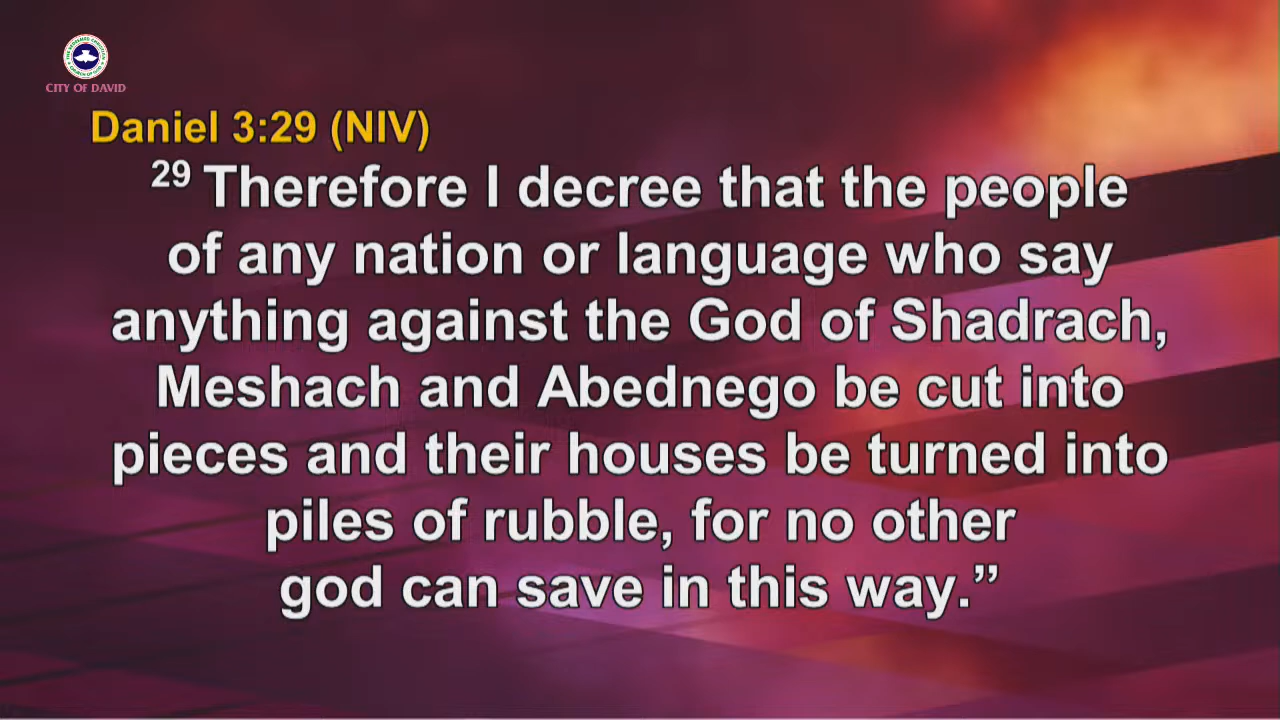 CITY OF DAVID
Daniel 3:29 (NIV)
29 Therefore I decree that the people
of any nation or language who say
anything against the God of Shadrach,
Meshach and Abednego be cut into
pieces and their houses be turned into
piles of rubble, for no other
god can save in this way.”